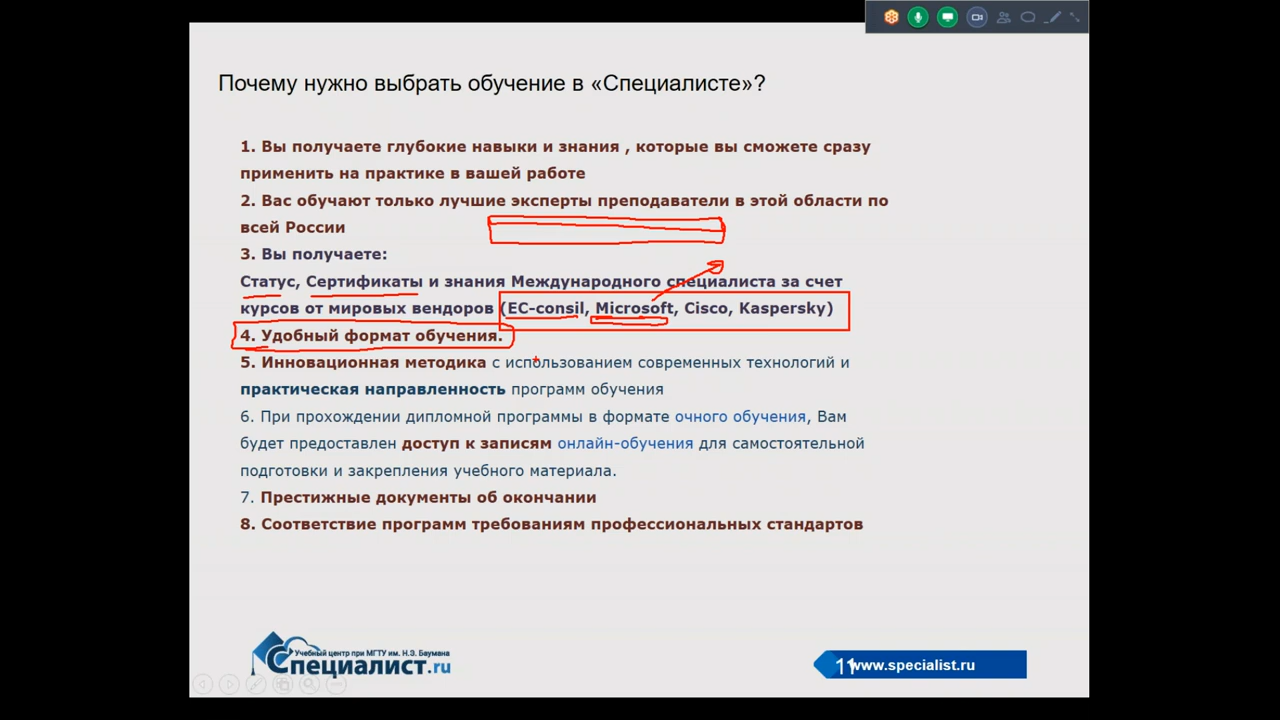 Почему нужно выбрать обучение в «Специалисте»?
1. Вы получаете глубокие навыки и знания , которые вы сможете сразу
применить на практике в вашей работе
2. Вас обучают только лучшие эксперты преподаватели в этой области по
всей России
3. Вы получаете:
Статус, Сертификаты и знания Международного специалиста за счет
курсов от мировых вендоров (EC-consil, Microsoft, Cisco, Kaspersky)
4. Удобный формат обучения.
5. Инновационная методика с использованием современных технологий и
практическая направленность программ обучения
6. При прохождении дипломной программы в формате очного обучения, Вам
будет предоставлен доступ к записям онлайн-обучения для самостоятельной
подготовки и закрепления учебного материала.
7. Престижные документы об окончании
8. Соответствие программ требованиям профессиональных стандартов
Учебный центр при МГТУ им. Н.Э. Баумана
Специалист.ru
11
www.specialist.ru